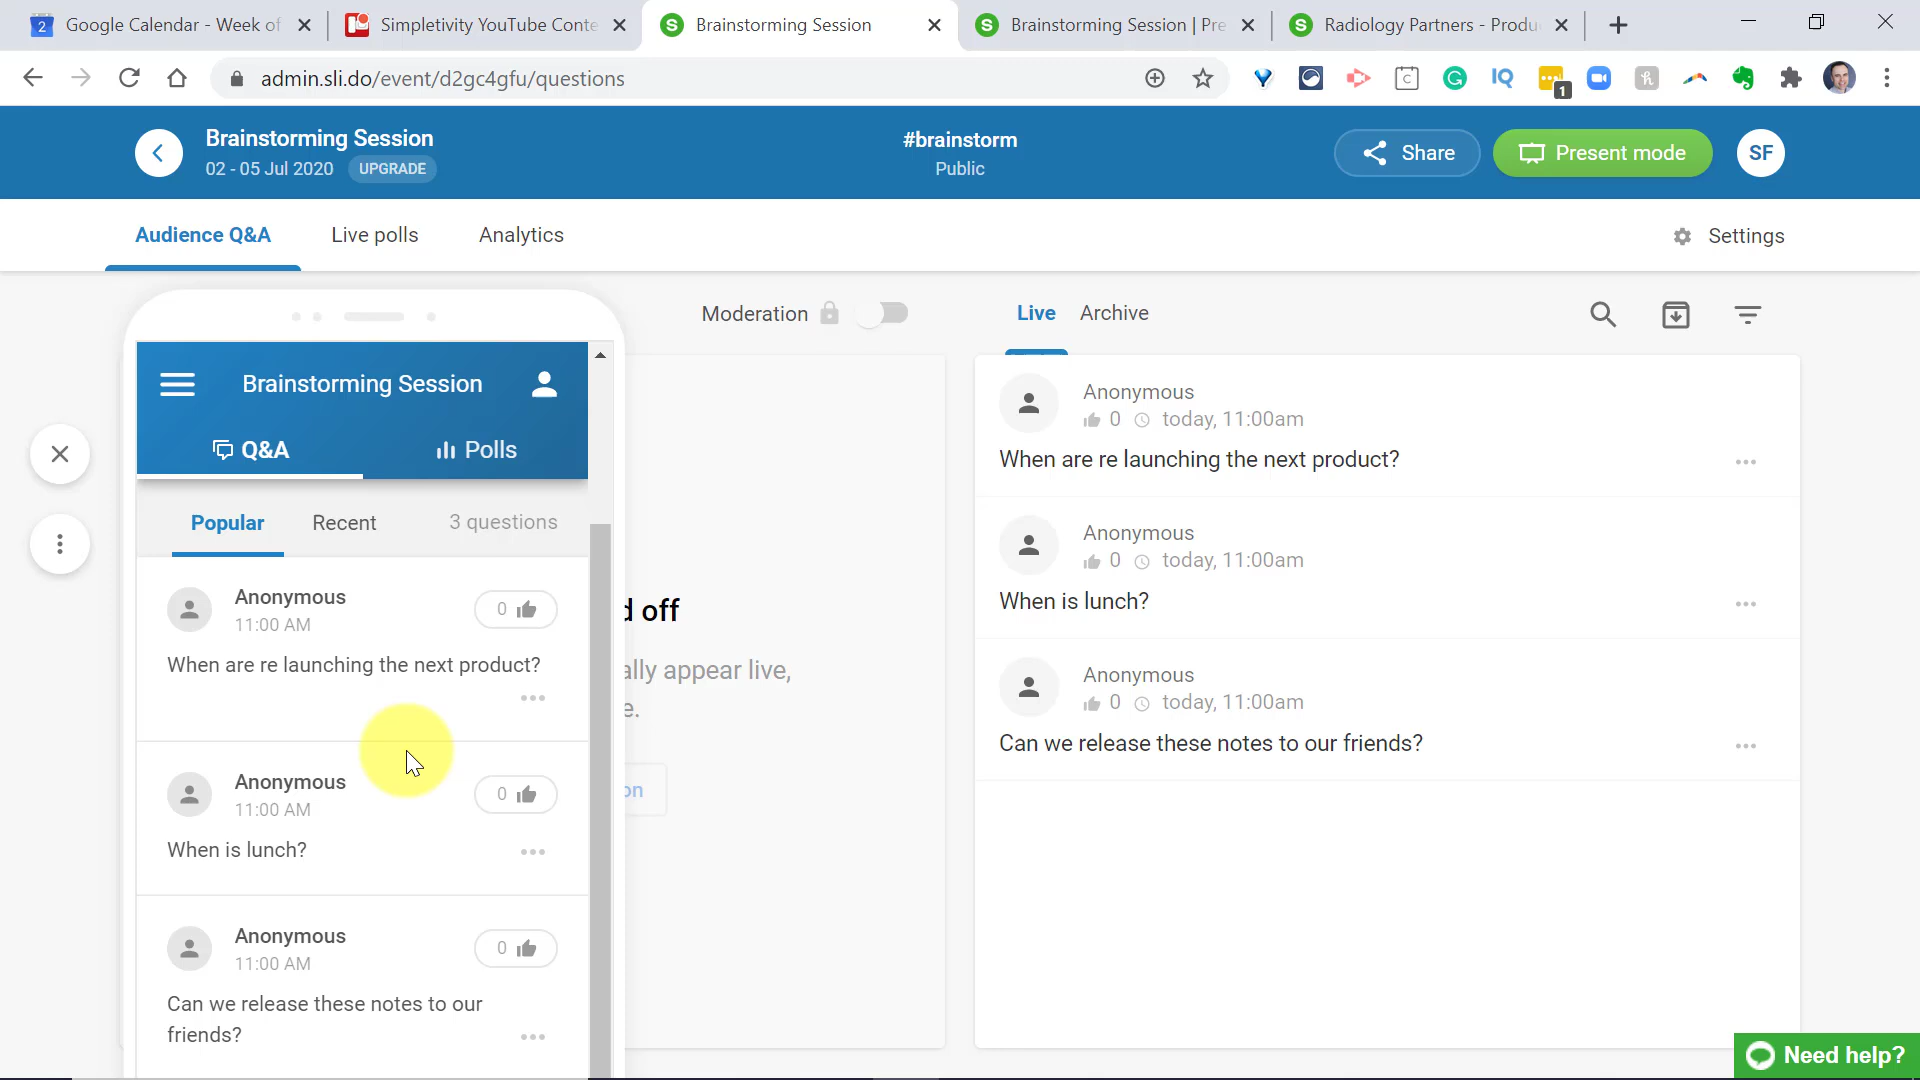 2 Google Calendar - Week of
Simpletivity YouTube Conte
S Brainstorming Session
S Brainstorming Session | Pre
S Radiology Partners - Produ
admin.sli.do/event/d2gc4gfu/questions
C
IQ
1
h
Brainstorming Session
02 - 05 Jul 2020 UPGRADE
#brainstorm
Public
Share
Present mode
SF
Audience Q&A
Live polls
Analytics
Settings
Moderation
Live
Archive
Brainstorming Session
Q&A
Polls
Popular
Recent
3 questions
Anonymous
11:00 AM
0
When are re launching the next product?
Anonymous
11:00 AM
0
When is lunch?
Anonymous
11:00 AM
0
Can we release these notes to our
friends?
d off
ally appear live,
e.
on
Anonymous
0 today, 11:00am
When are re launching the next product?
Anonymous
0 today, 11:00am
When is lunch?
Anonymous
0 today, 11:00am
Can we release these notes to our friends?
Need help?